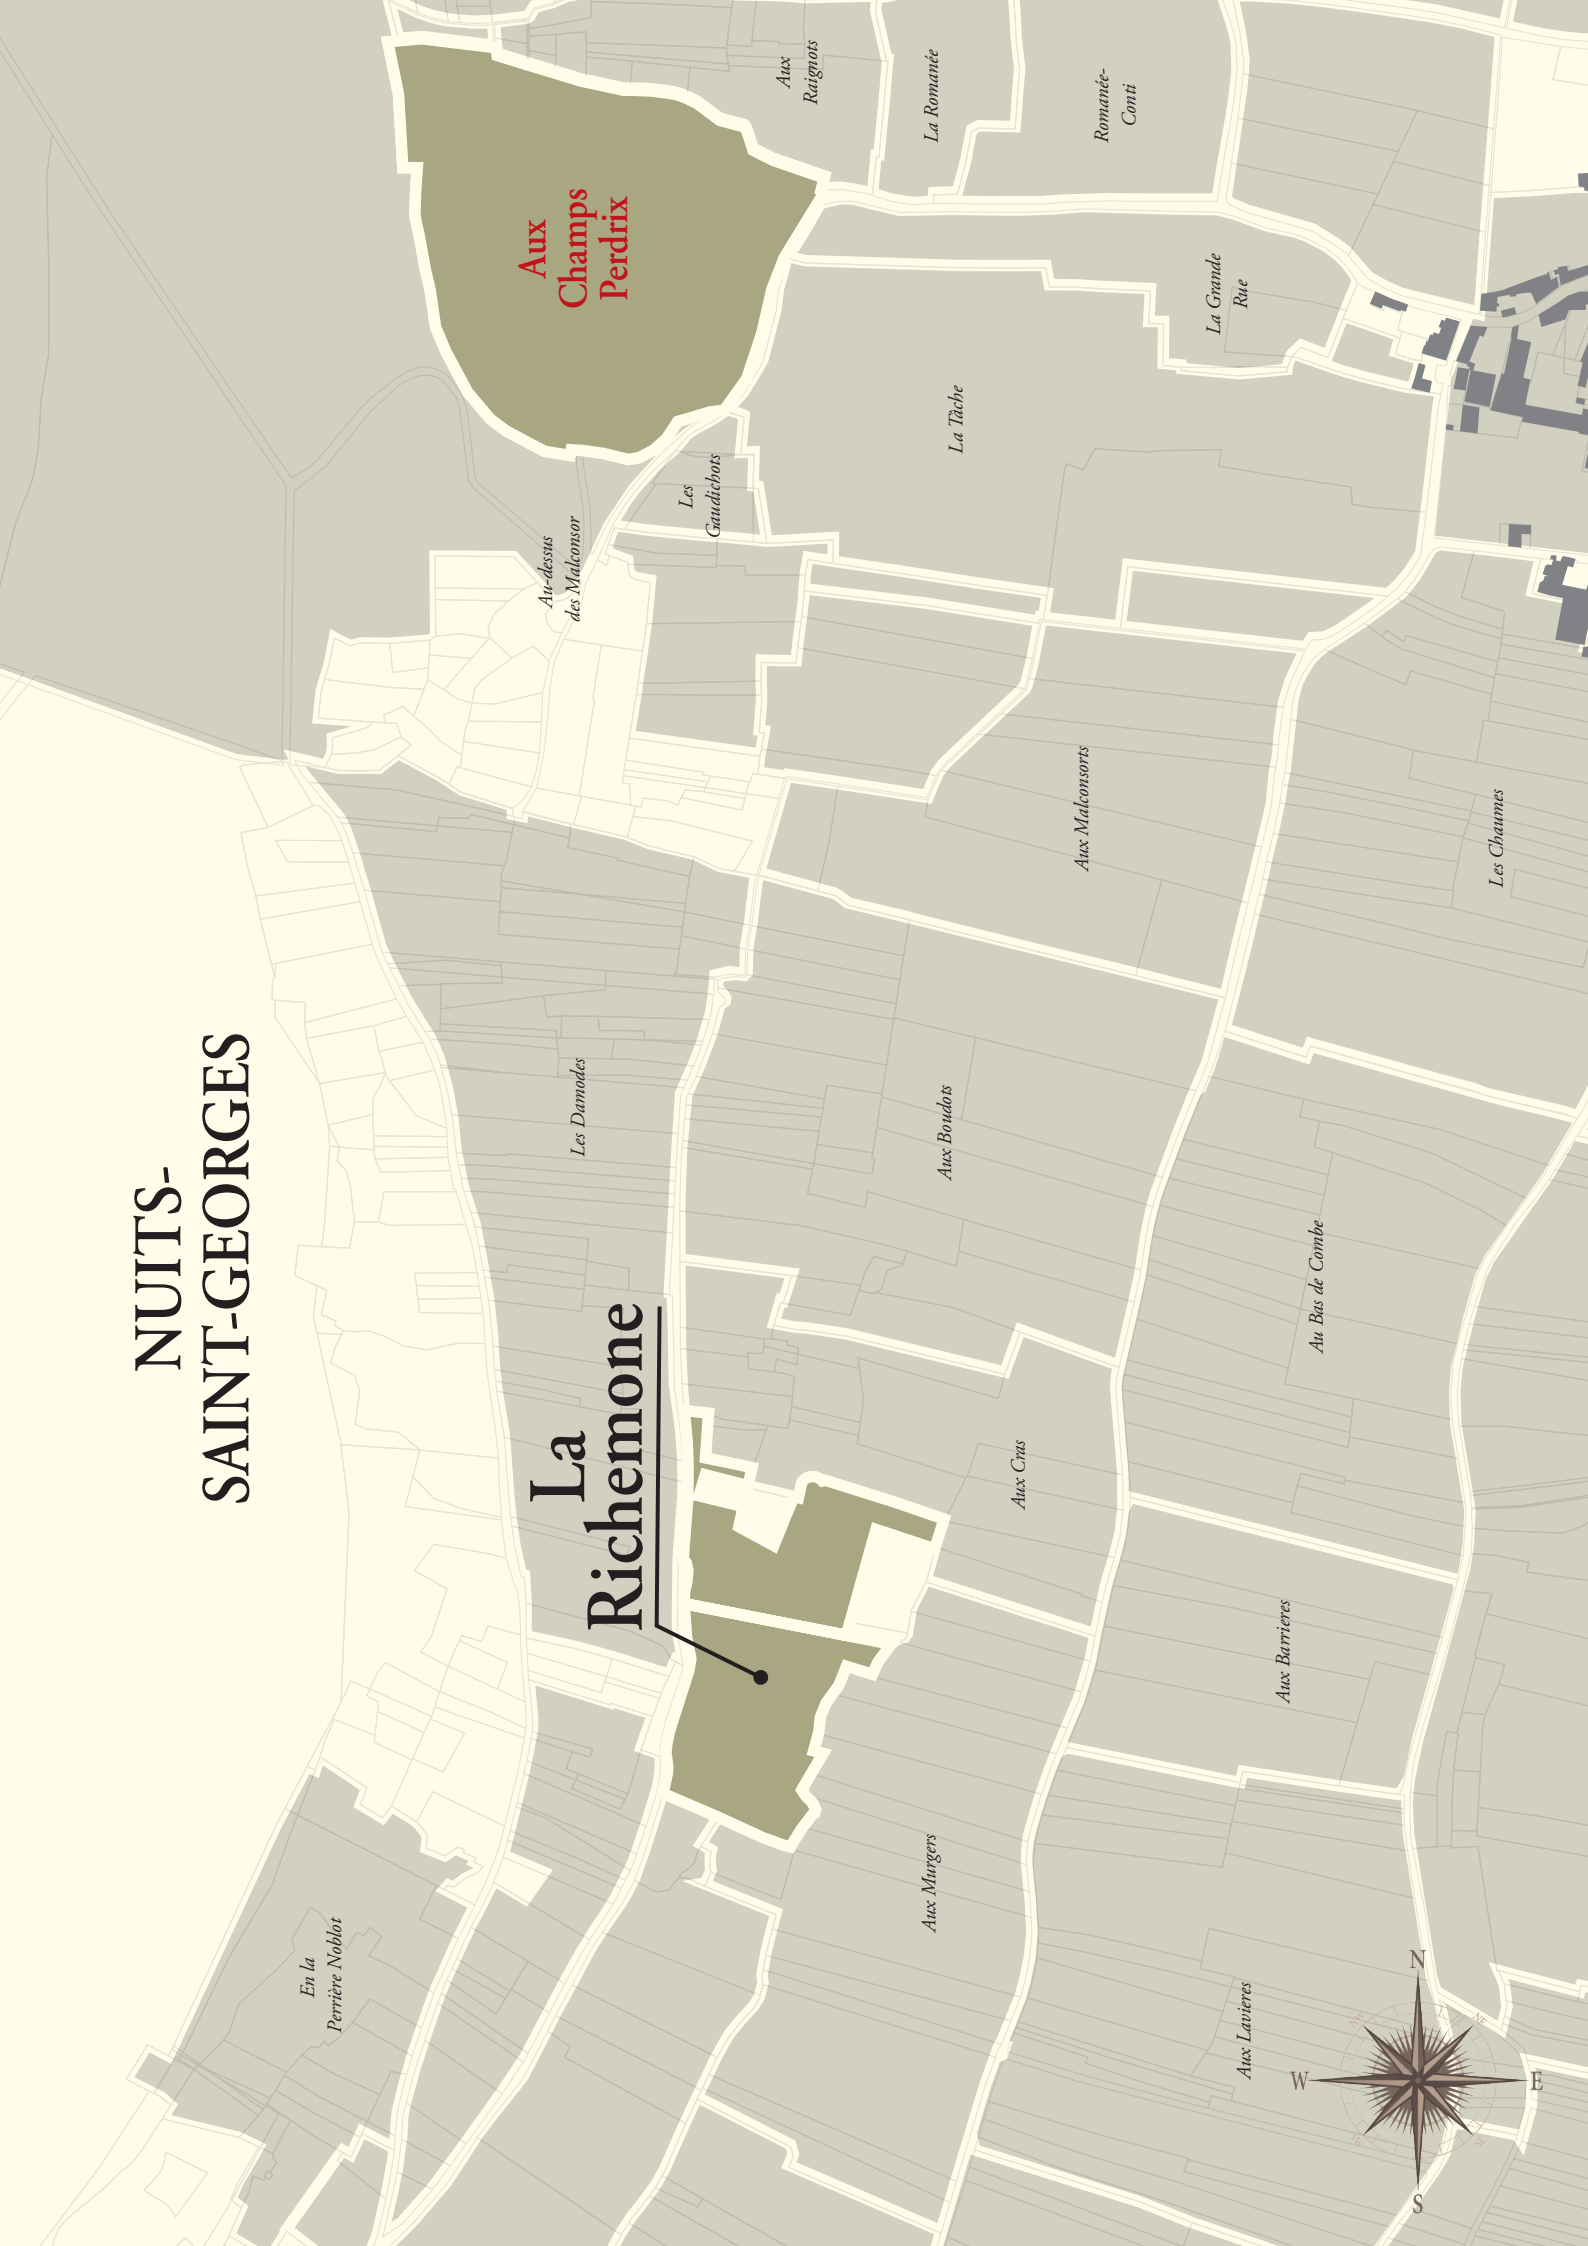 NUITS-
SAINT-GEORGES
Aux
Champs
Perdrix
La
Richemone
Aux
Raignots
La Romanée
Romanée-
Conti
La Grande
Rue
La Tâche
Les
Gaudichots
Au-dessus
des Malconsor
Aux Malconsorts
Les Chaumes
Les Damodes
Aux Boudots
Au Bas de Combe
Aux Cras
Aux Barrieres
Aux Murgers
En la
Perrière Noblot
Aux Lavieres
N
W
E
S